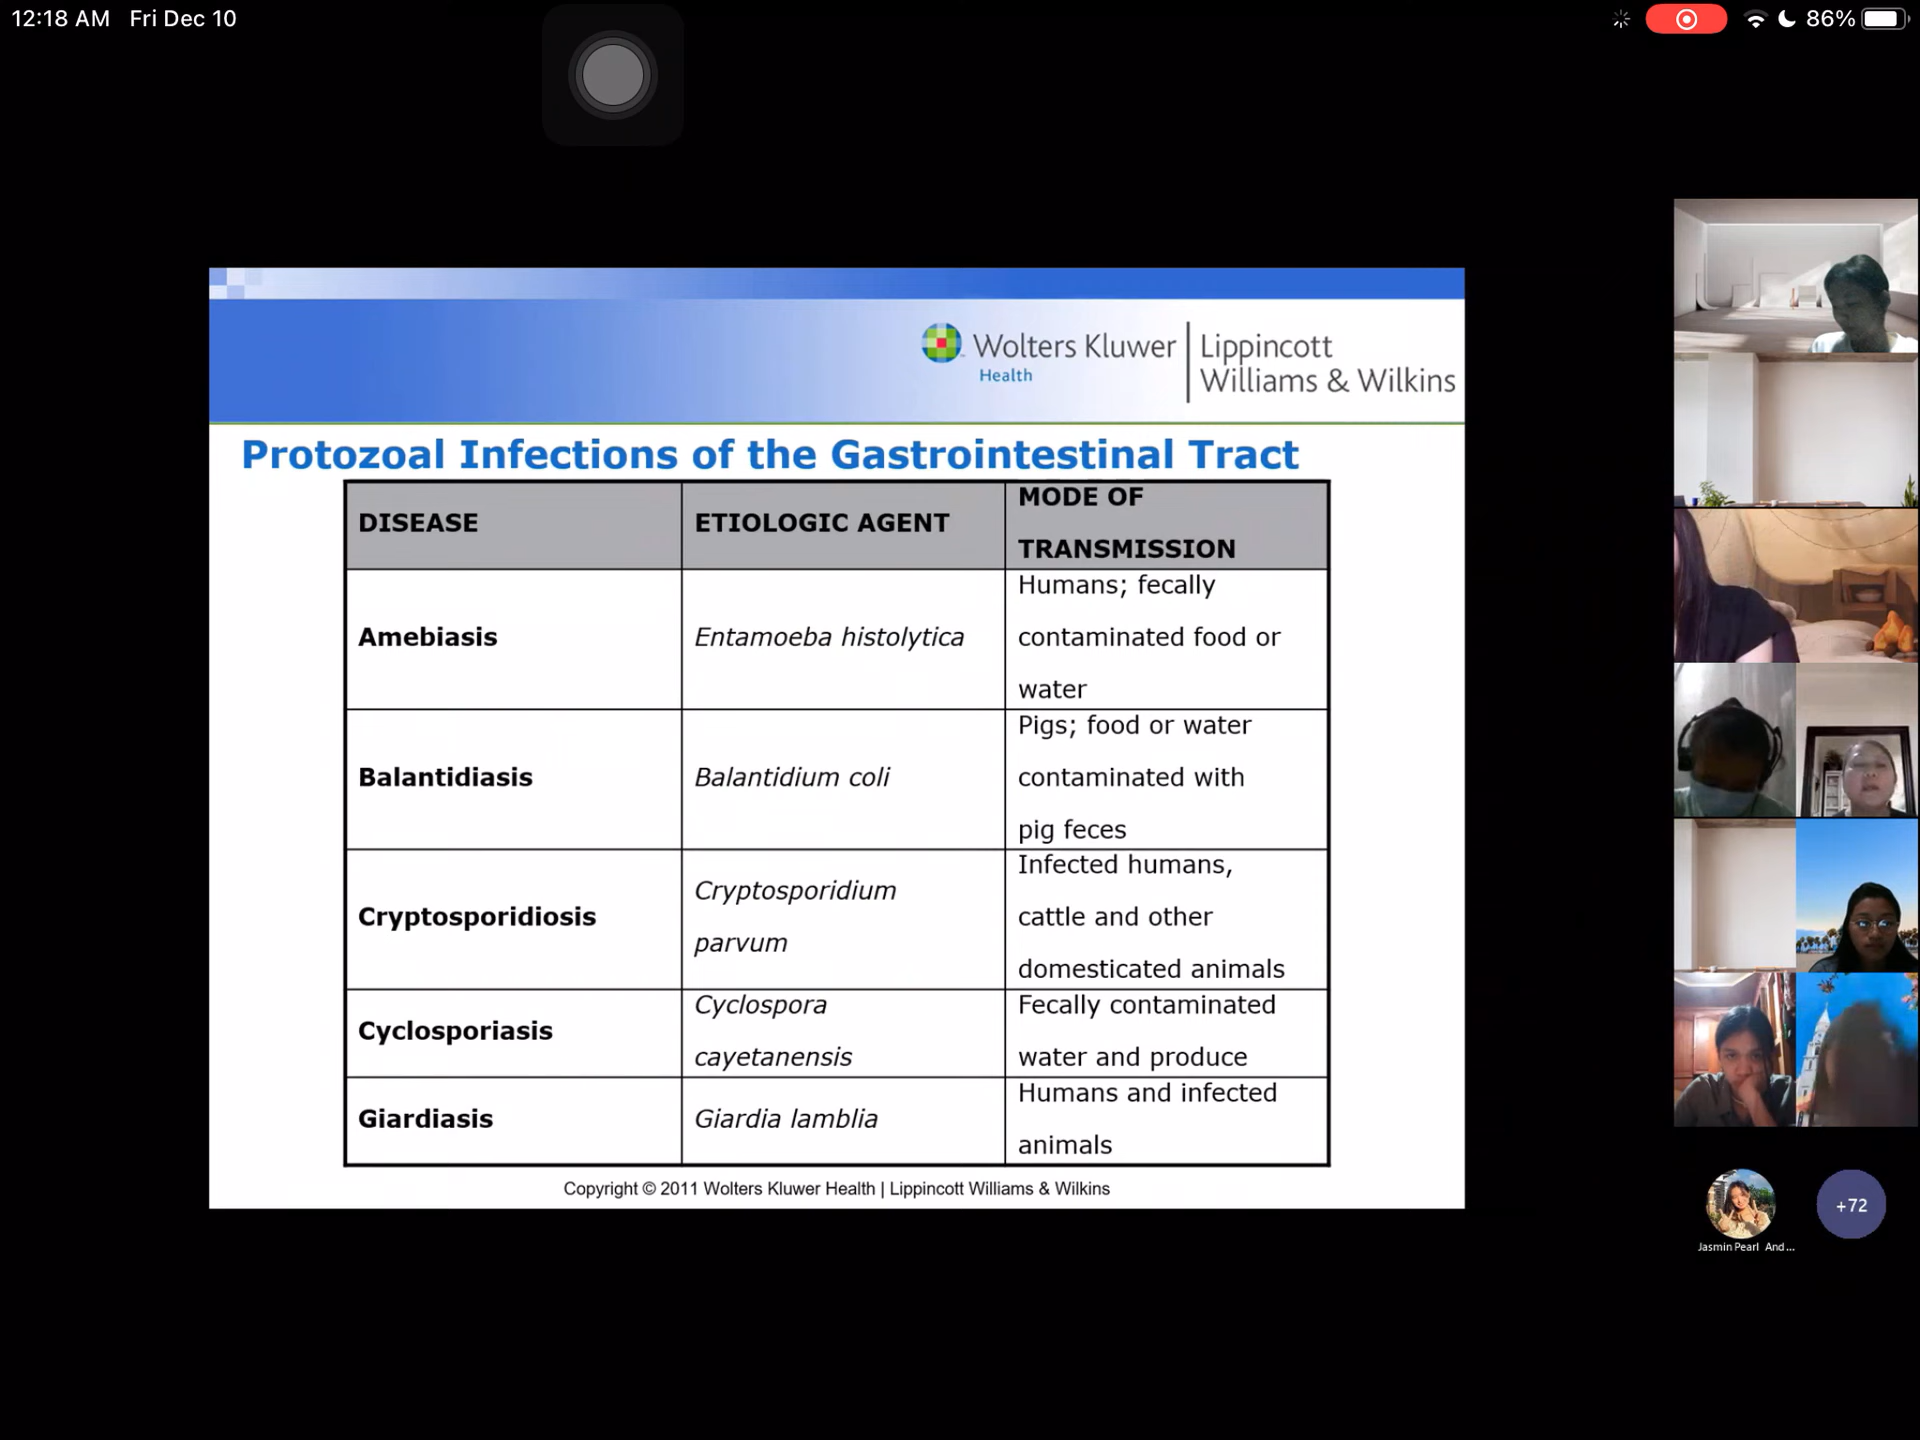 12:18 AM Fri Dec 10
86%
Wolters Kluwer
Health
Lippincott
Williams & Wilkins
Protozoal Infections of the Gastrointestinal Tract
DISEASE
ETIOLOGIC AGENT
MODE OF
TRANSMISSION
Amebiasis
Entamoeba histolytica
Humans; fecally
contaminated food or
water
Balantidiasis
Balantidium coli
Pigs; food or water
contaminated with
pig feces
Cryptosporidiosis
Cryptosporidium
parvum
Infected humans,
cattle and other
domesticated animals
Cyclosporiasis
Cyclospora
cayetanensis
Fecally contaminated
water and produce
Giardiasis
Giardia lamblia
Humans and infected
animals
Copyright © 2011 Wolters Kluwer Health | Lippincott Williams & Wilkins
Jasmin Pearl And...
+72